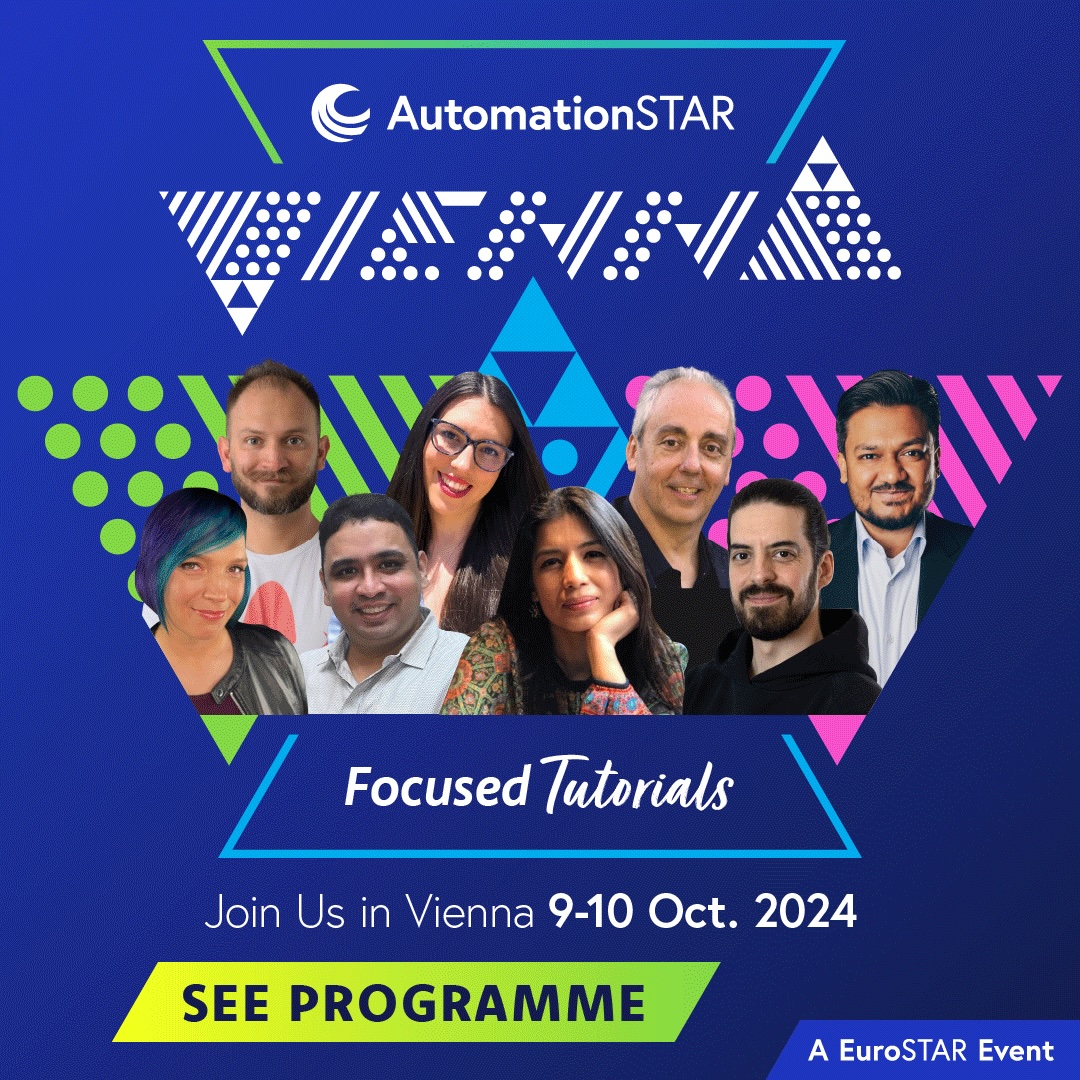 AutomationSTAR
VIENNA
Focused Tutorials
Join Us in Vienna 9-10 Oct. 2024
SEE PROGRAMME
A EuroSTAR Event